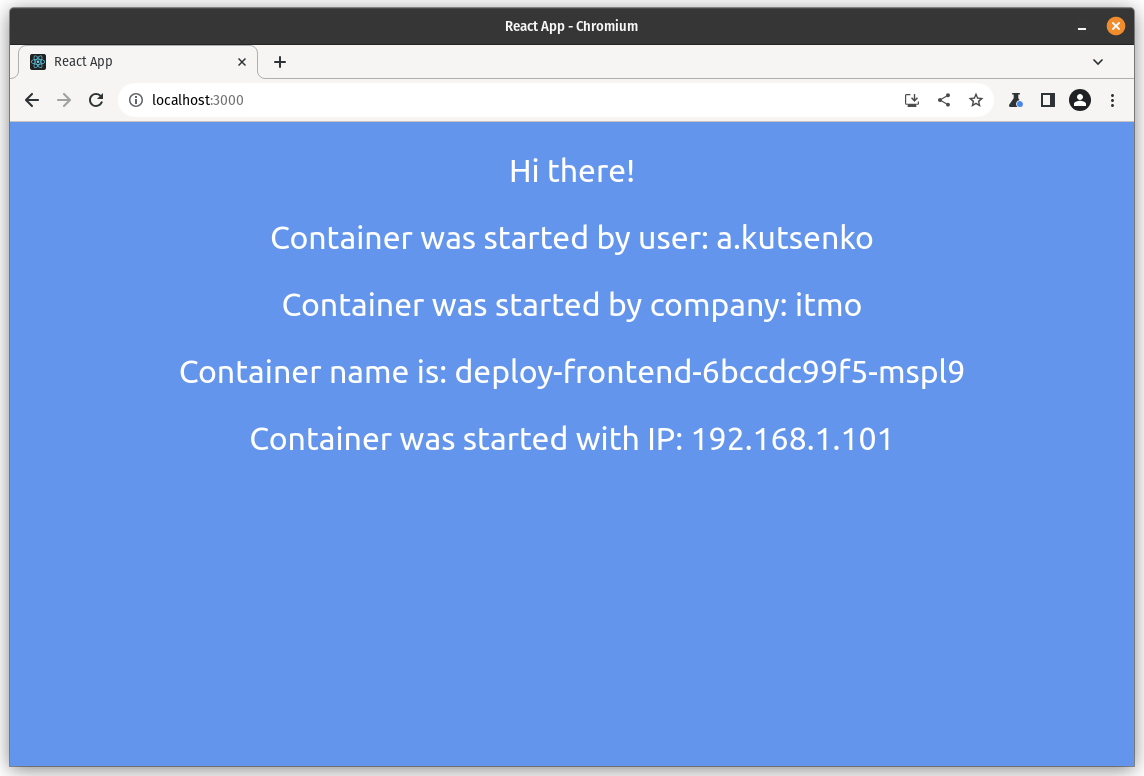 React App - Chromium
React App
localhost:3000
Hi there!
Container was started by user: a.kutsenko
Container was started by company: itmo
Container name is: deploy-frontend-6bccdc99f5-mspl9
Container was started with IP: 192.168.1.101